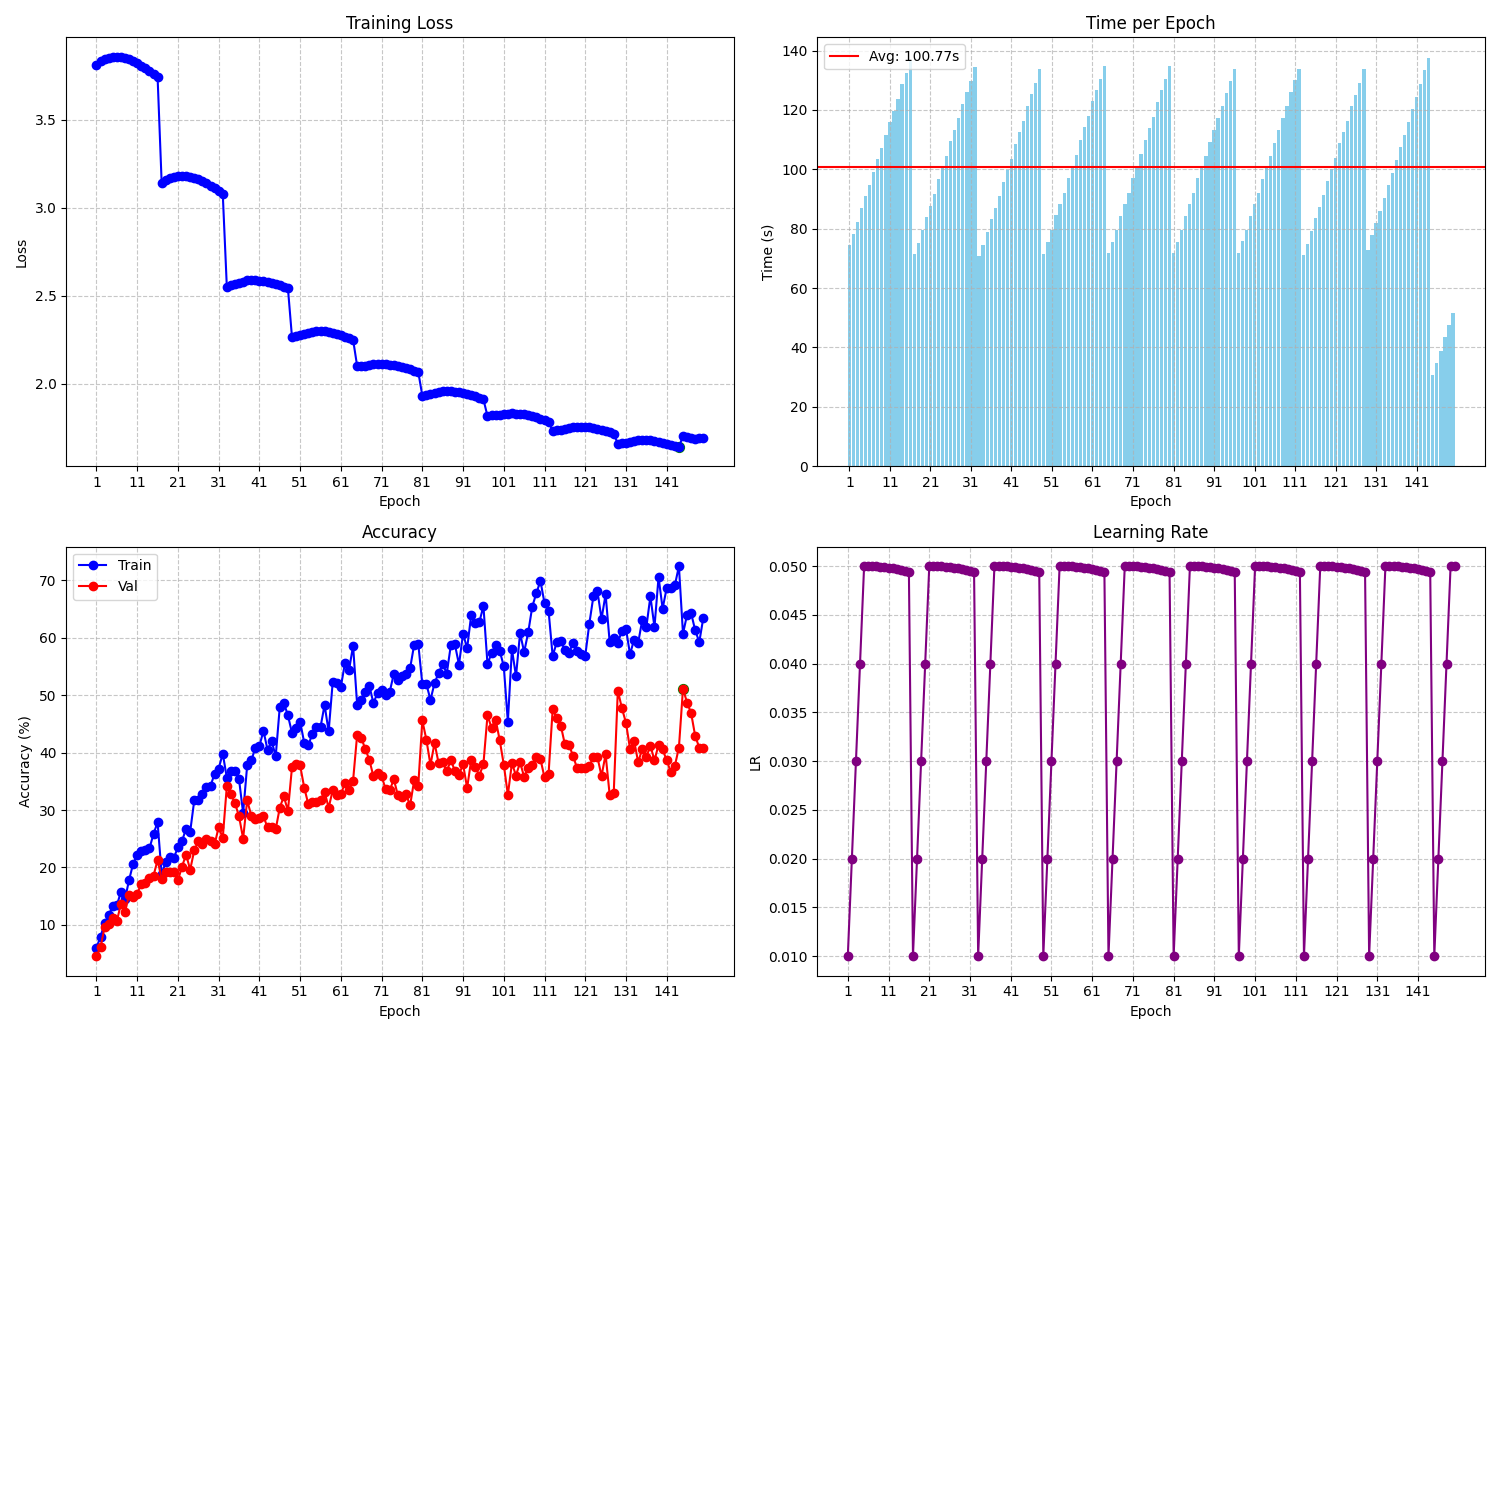 Training Loss
3.5
3.0
2.5
2.0
Loss
1 11 21 31 41 51 61 71 81 91 101 111 121 131 141
Epoch
Time per Epoch
Avg: 100.77s
140
120
100
80
60
40
20
0
Time (s)
1 11 21 31 41 51 61 71 81 91 101 111 121 131 141
Epoch
Accuracy
Train
Val
70
60
50
40
30
20
10
Accuracy (%)
1 11 21 31 41 51 61 71 81 91 101 111 121 131 141
Epoch
Learning Rate
0.050
0.045
0.040
0.035
0.030
0.025
0.020
0.015
0.010
LR
1 11 21 31 41 51 61 71 81 91 101 111 121 131 141
Epoch